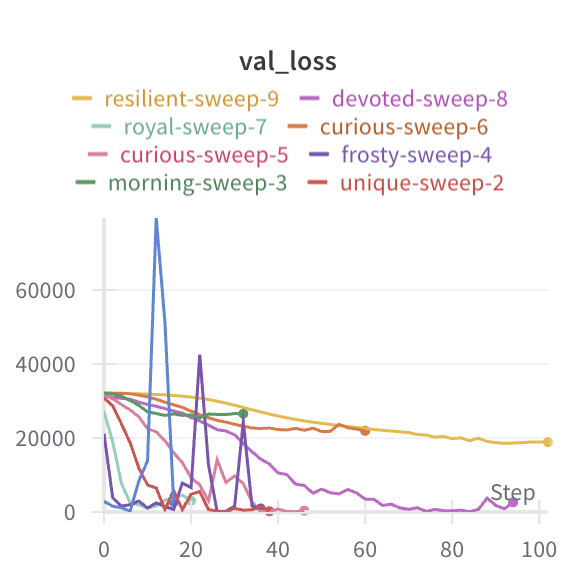 val_loss
resilient-sweep-9 devoted-sweep-8
royal-sweep-7 curious-sweep-6
curious-sweep-5 frosty-sweep-4
morning-sweep-3 unique-sweep-2
60000
40000
20000
0
Step
0 20 40 60 80 100